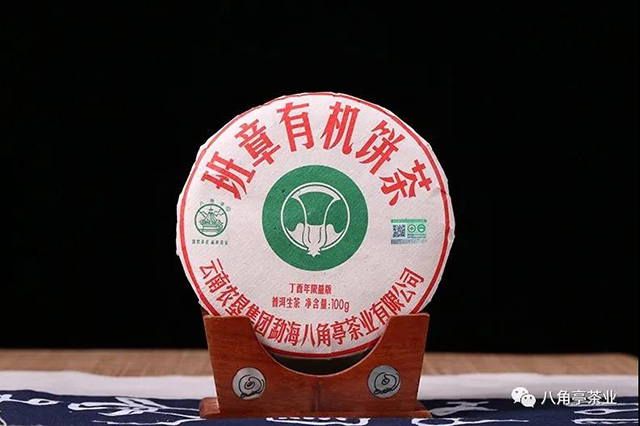 班章有机饼茶
丁酉年限量版
普洱生茶 净含量:100g
云南农垦集团勐海八角亭茶业有限公司
八角亭茶业